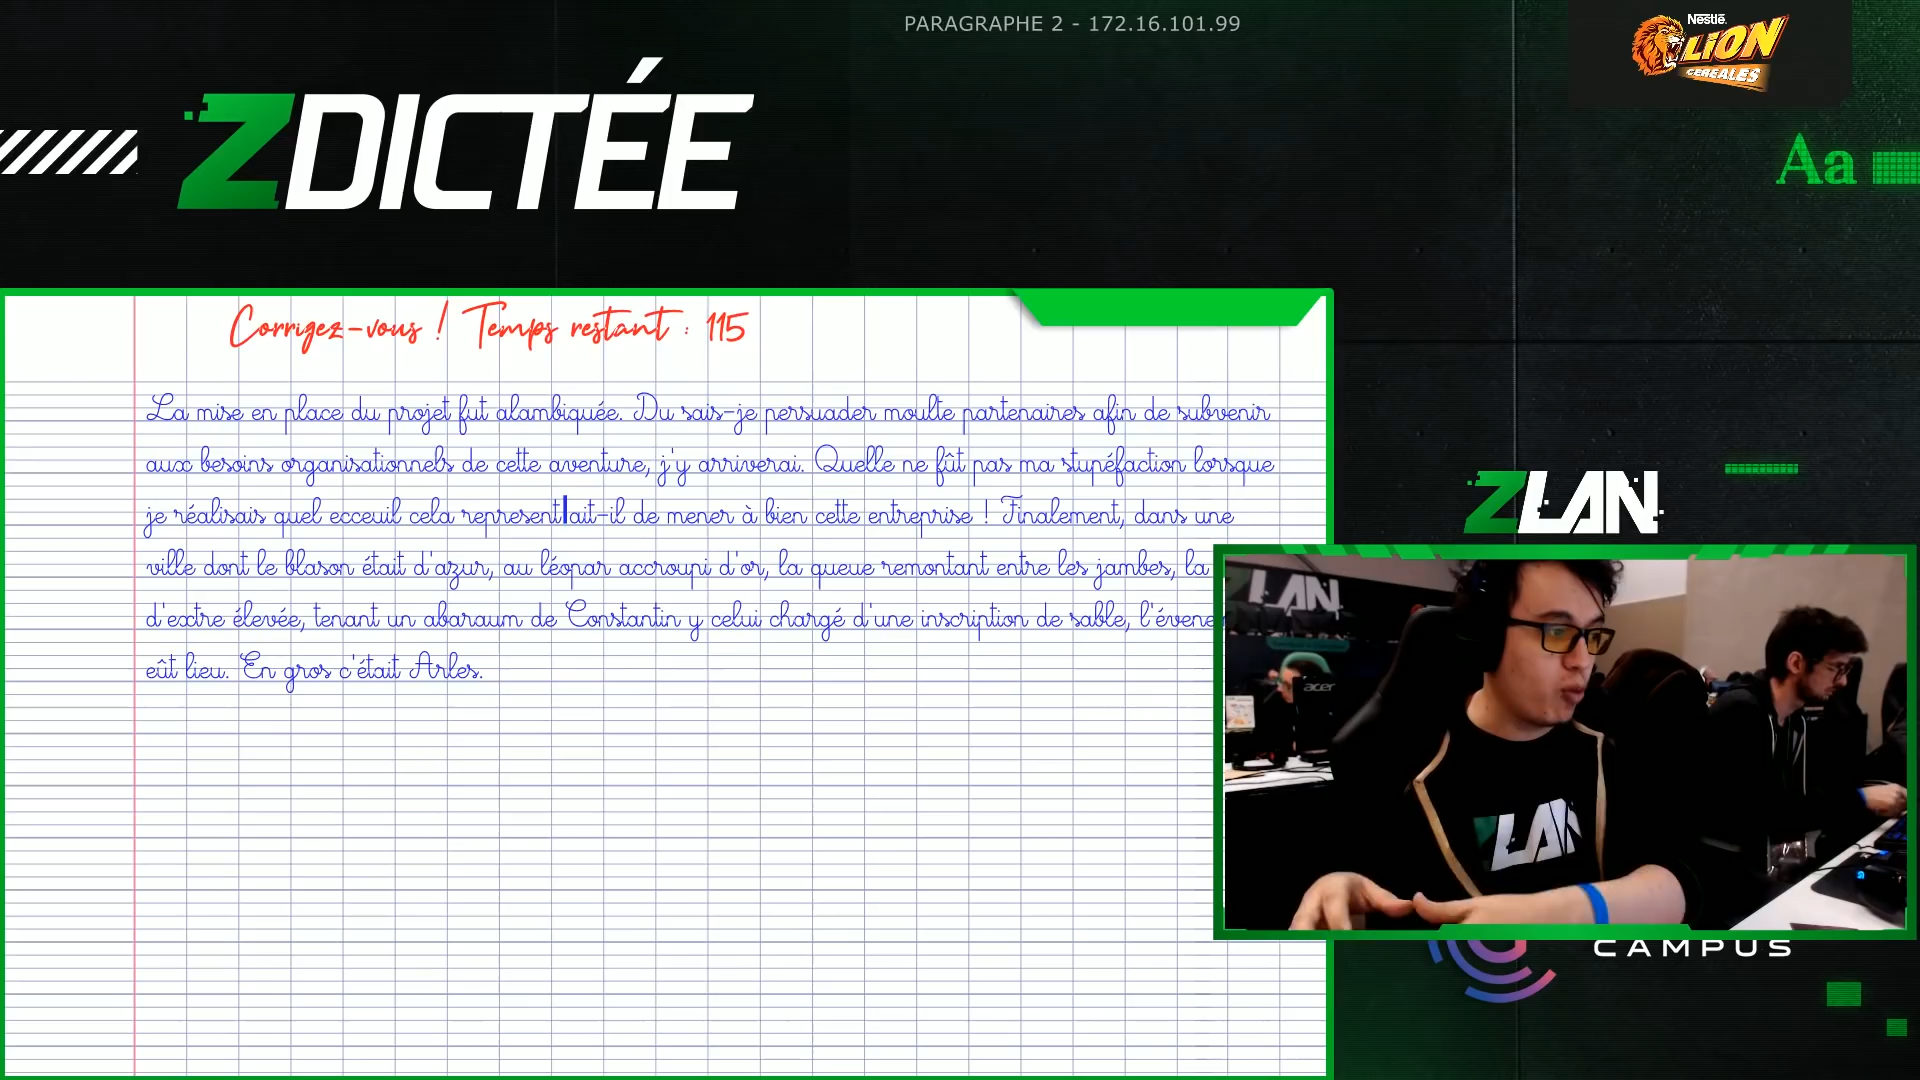 PARAGRAPHE 2 - 172.16.101.99
Nestlé
LION
CEREALES
ZDICTÉE
Aa
Corrigez-vous ! Temps restant : 115
La mise en place du projet fut alambiquée. Du sais-je persuader moulte partenaires afin de subvenir
aux besoins organisationnels de cette aventure, j'y arriverai. Quelle ne fût pas ma stupéfaction lorsque
je réalisais quel ecceuil cela representait-il de mener à bien cette entreprise ! Finalement, dans une
ville dont le blason était d'azur, au léopar accroupi d'or, la queue remontant entre les jambes, la
d'extre élevée, tenant un abaraum de Constantin y celui chargé d'une inscription de sable,
eût lieu. En gros c'était Arles.
ZLAN
ZLAN
acer
ZLAN
CAMPUS